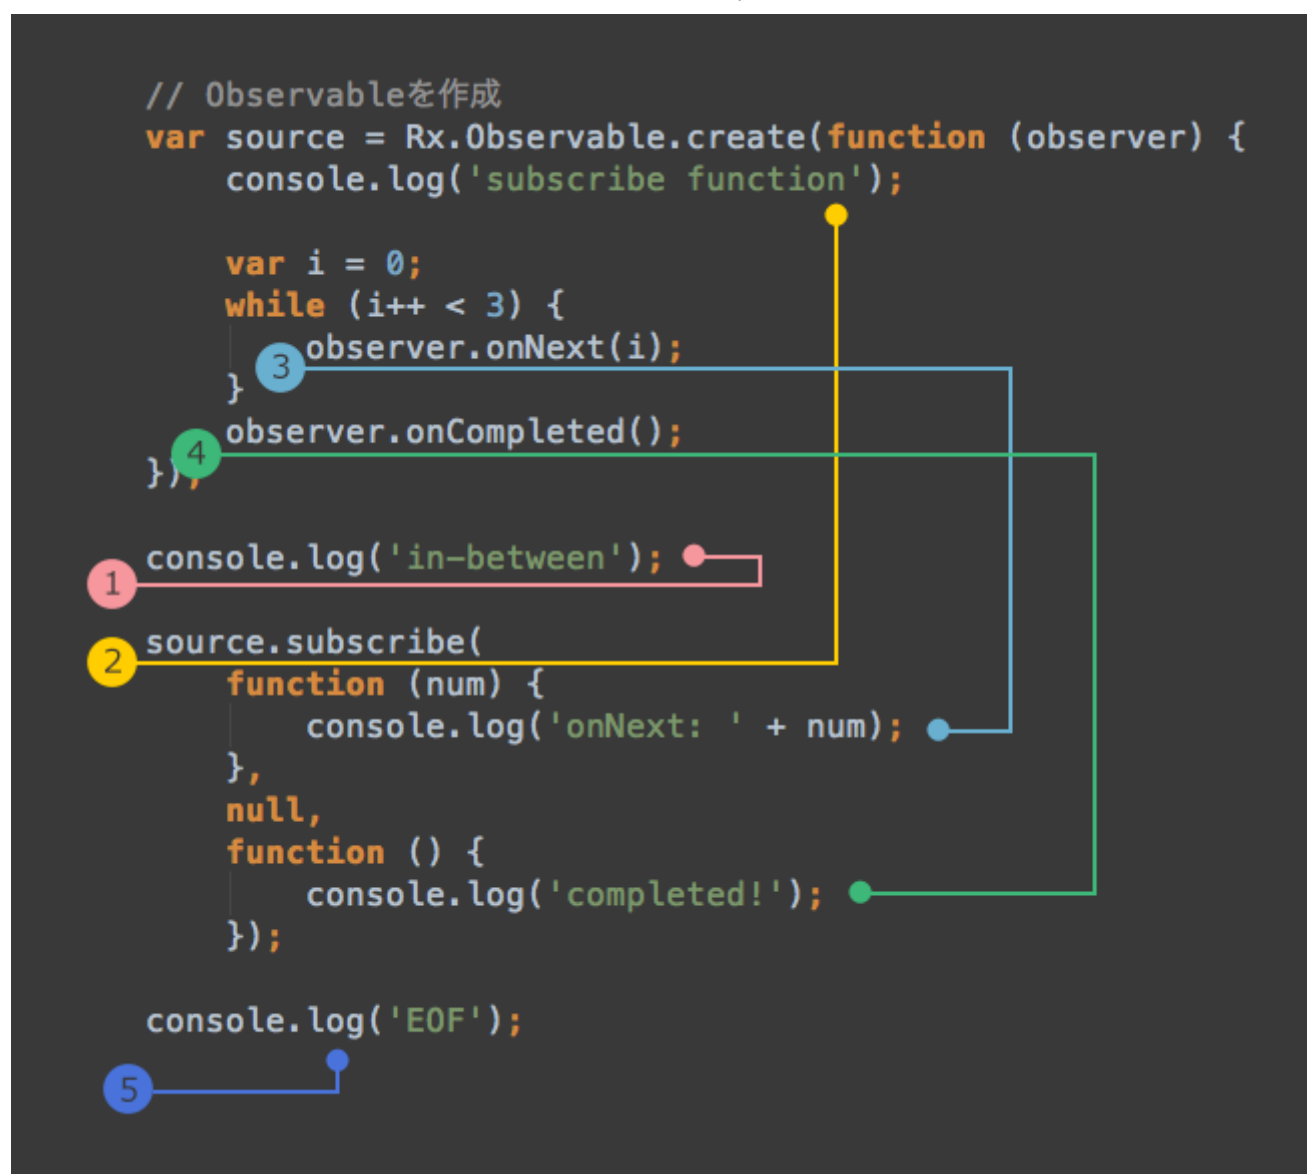 // Observableを作成
var source = Rx.Observable.create(function (observer) {
    console.log('subscribe function');
    var i = 0;
    while (i++ < 3) {
        observer.onNext(i);
3
    }
    observer.onCompleted();
4
});
console.log('in-between');
1
source.subscribe(
2
    function (num) {
        console.log('onNext: ' + num);
    },
    null,
    function () {
        console.log('completed!');
    });
console.log('EOF');
5